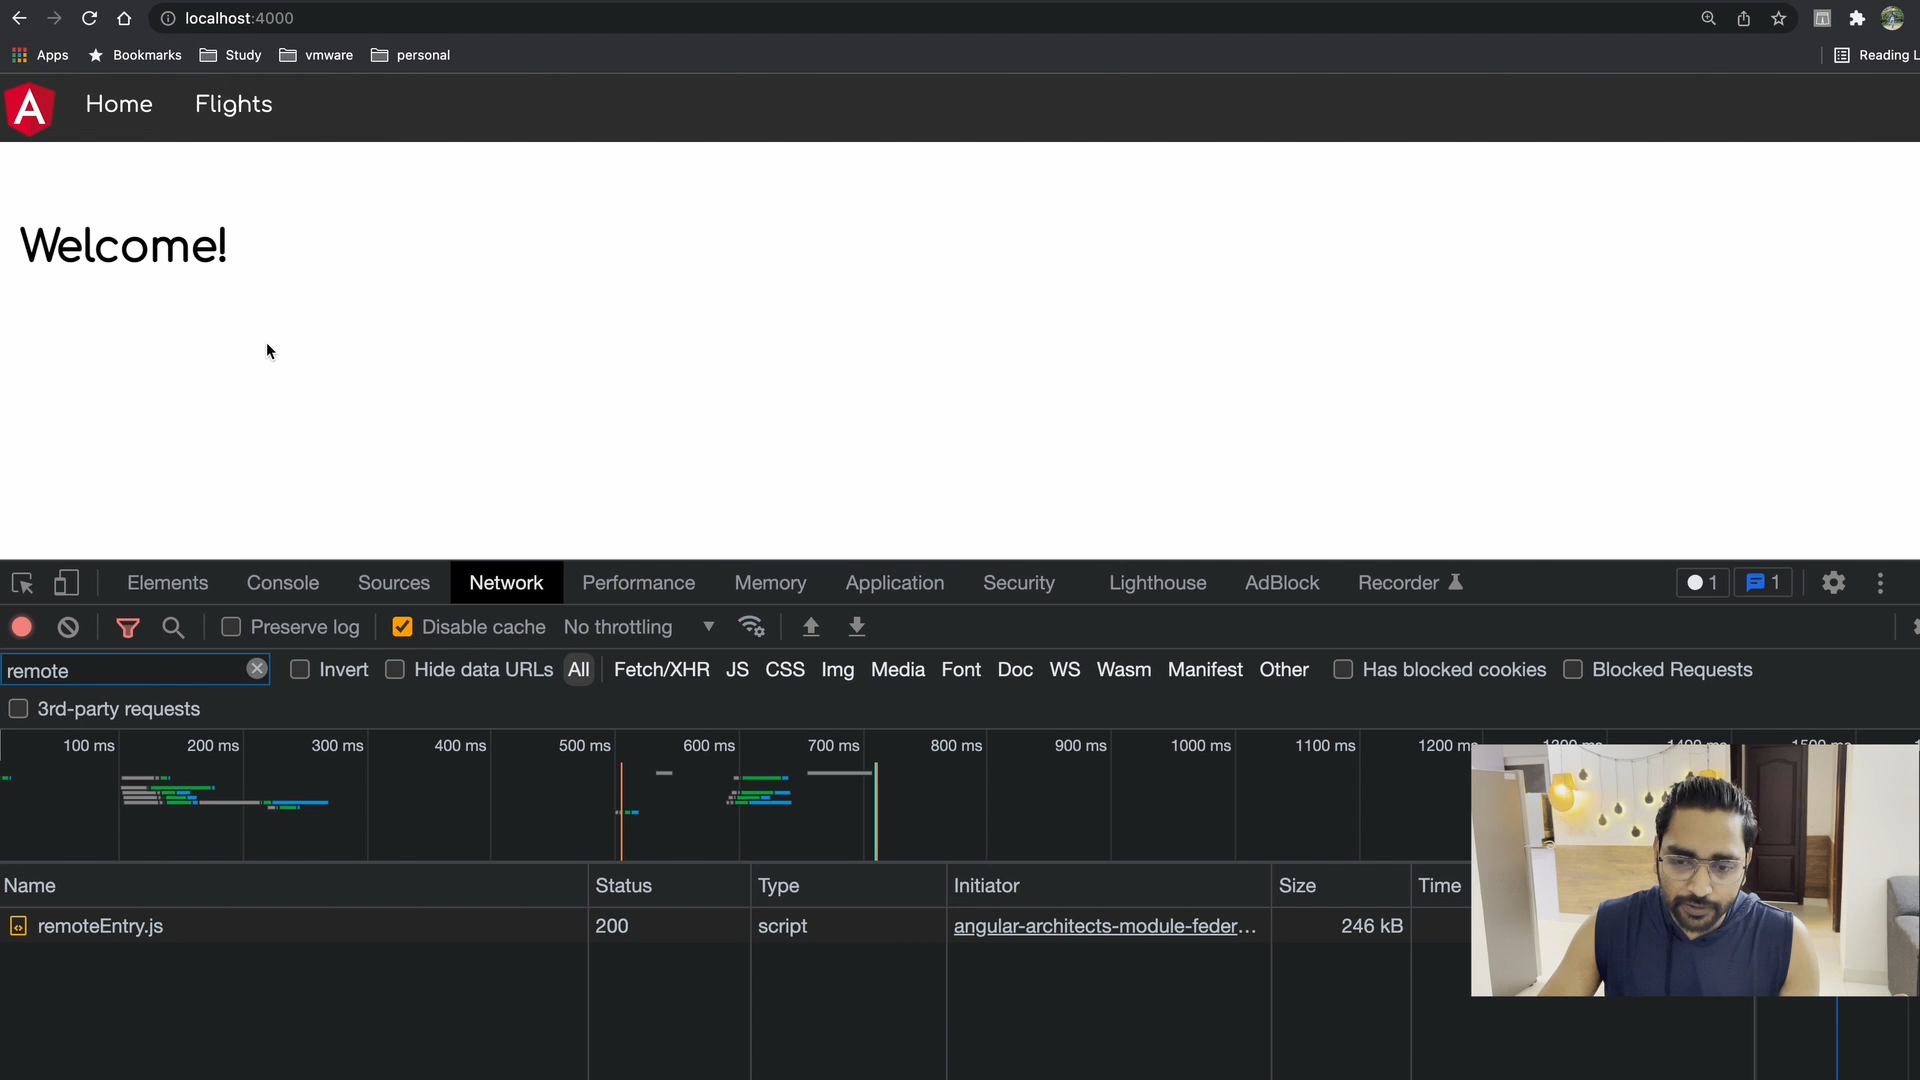 localhost:4000
Apps Bookmarks Study vmware personal Reading L
Home Flights
Welcome!
Elements Console Sources Network Performance Memory Application Security Lighthouse AdBlock Recorder 1 1
Preserve log Disable cache No throttling
remote Invert Hide data URLs All Fetch/XHR JS CSS Img Media Font Doc WS Wasm Manifest Other Has blocked cookies Blocked Requests
3rd-party requests
100 ms 200 ms 300 ms 400 ms 500 ms 600 ms 700 ms 800 ms 900 ms 1000 ms 1100 ms 1200 ms
Name Status Type Initiator Size Time
remoteEntry.js 200 script angular-architects-module-feder... 246 kB